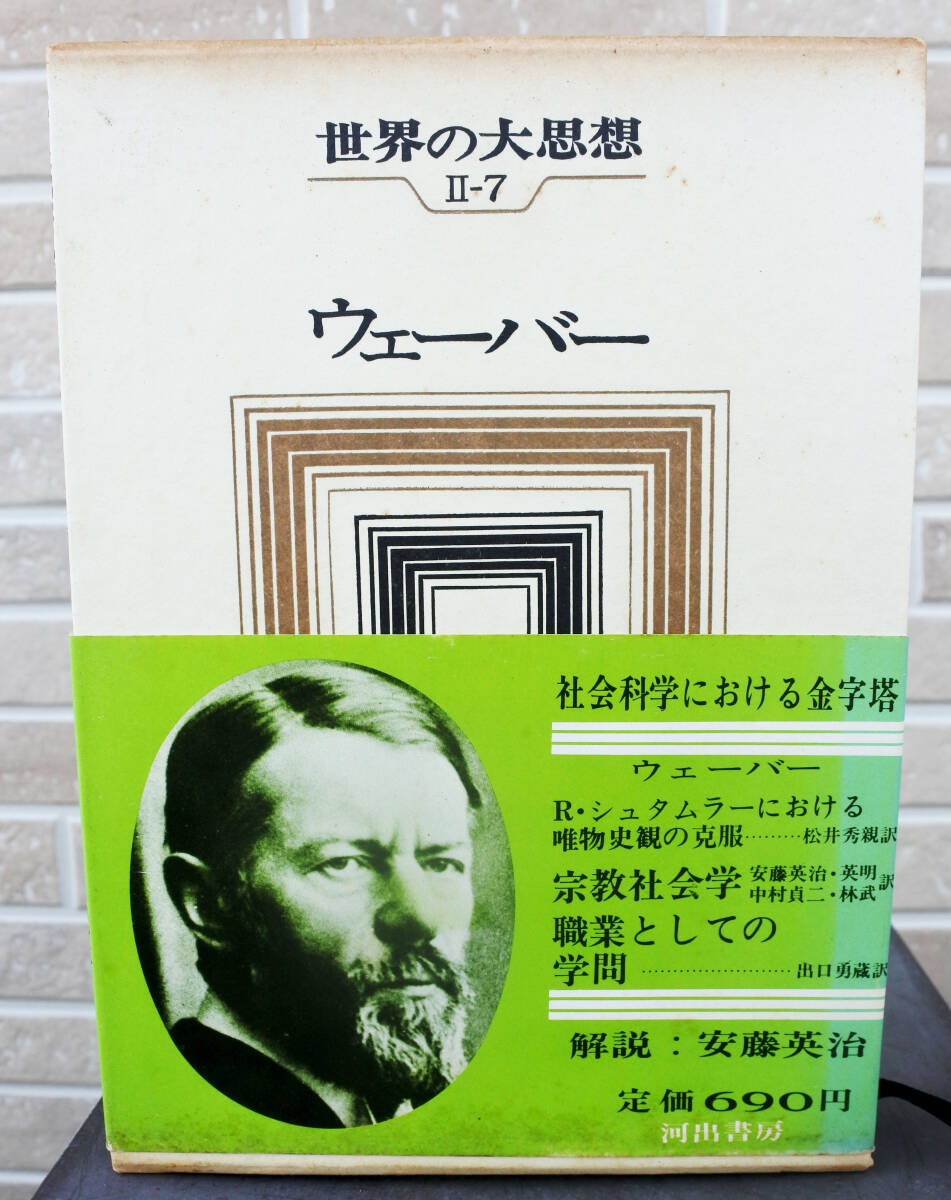 世界の大思想
II-7
ウェーバー
社会科学における金字塔
ウェーバー
R・シュタムラーにおける
唯物史観の克服………松井秀親訳
宗教社会学 安藤英治・英明
中村貞二・林武 訳
職業としての
学問……………………出口勇蔵訳
解説:安藤英治
定価690円
河出書房